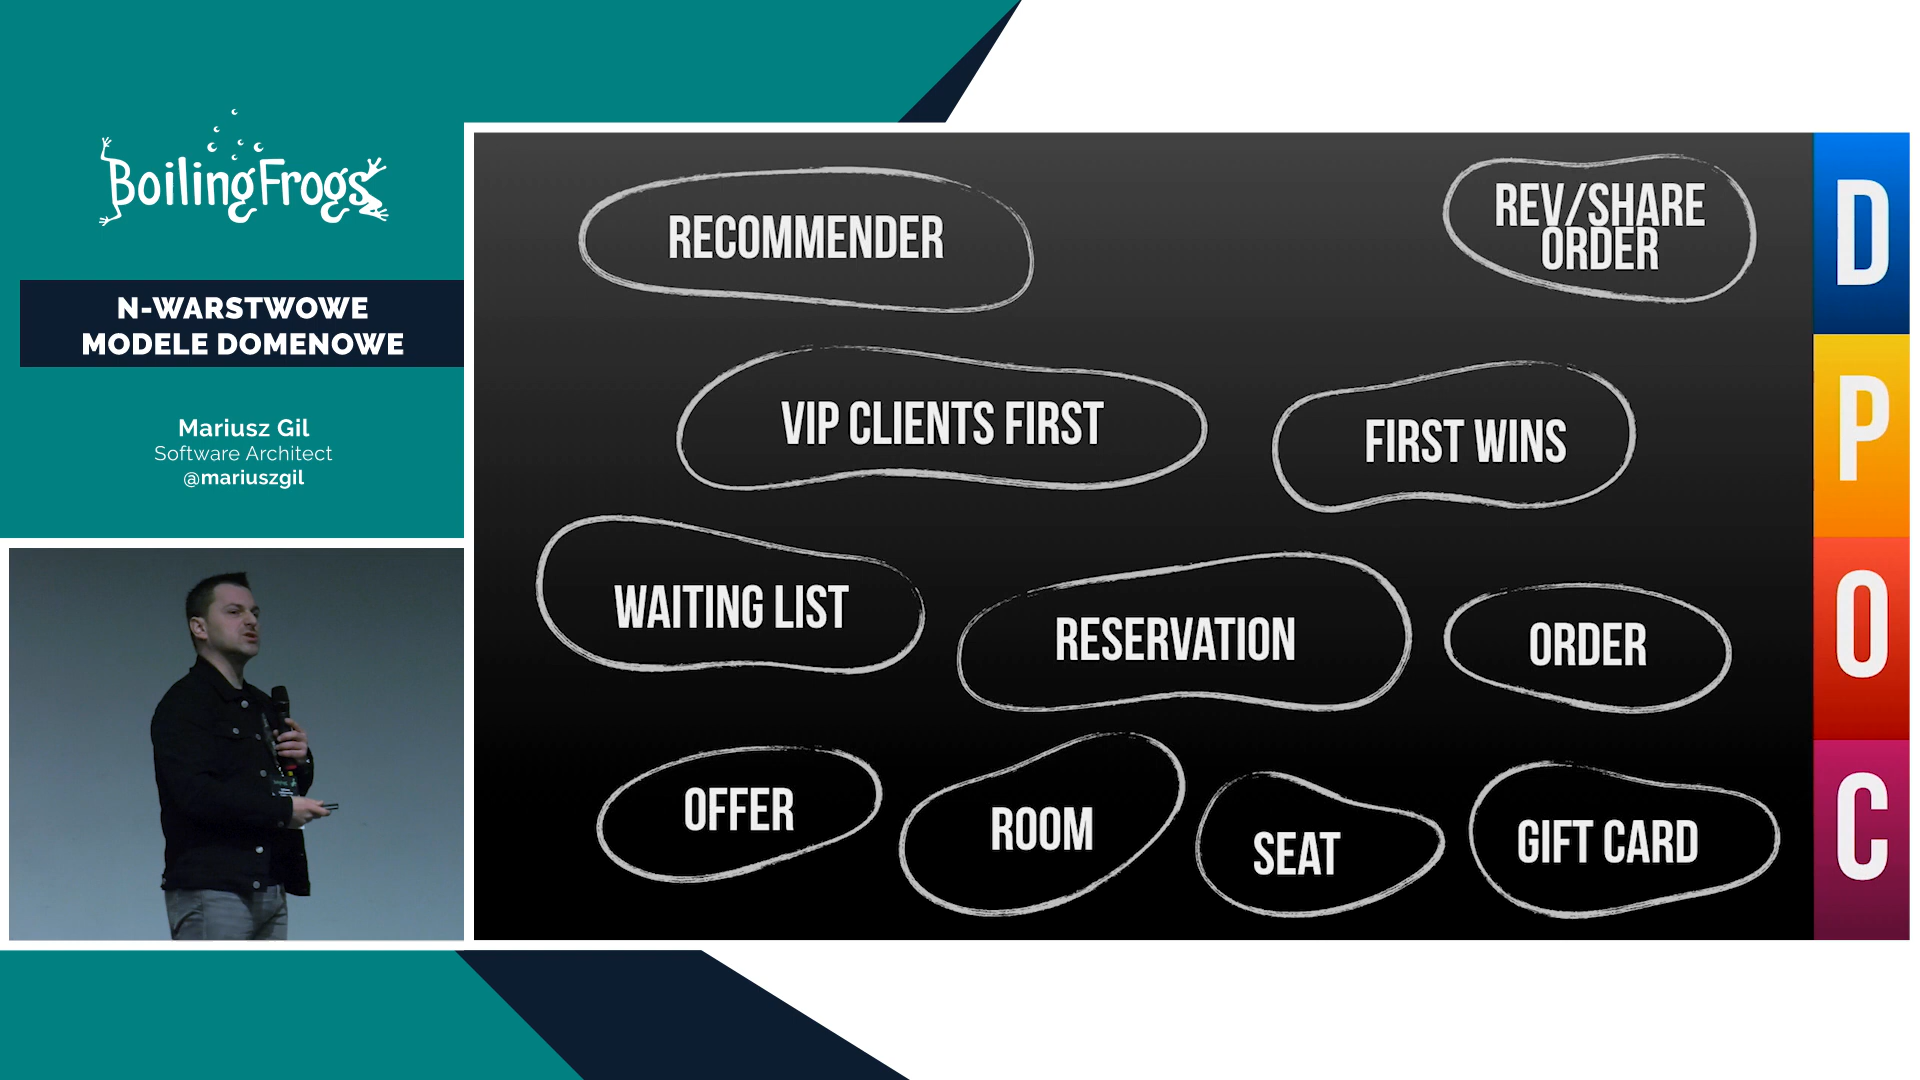 BoilingFrogs
N-WARSTWOWE
MODELE DOMENOWE
Mariusz Gil
Software Architect
@mariuszgil
RECOMMENDER
REV/SHARE
ORDER
D
VIP CLIENTS FIRST
FIRST WINS
P
WAITING LIST
RESERVATION
ORDER
O
OFFER
ROOM
SEAT
GIFT CARD
C